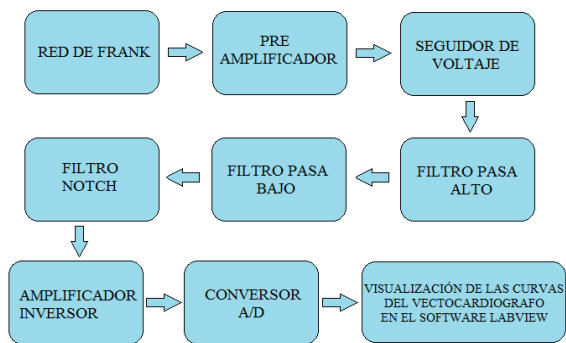 RED DE FRANK
PRE
AMPLIFICADOR
SEGUIDOR DE
VOLTAJE
FILTRO
NOTCH
FILTRO PASA
BAJO
FILTRO PASA
ALTO
AMPLIFICADOR
INVERSOR
CONVERSOR
A/D
VISUALIZACIÓN DE LAS CURVAS
DEL VECTOCARDIOGRAFO
EN EL SOFTWARE LABVIEW